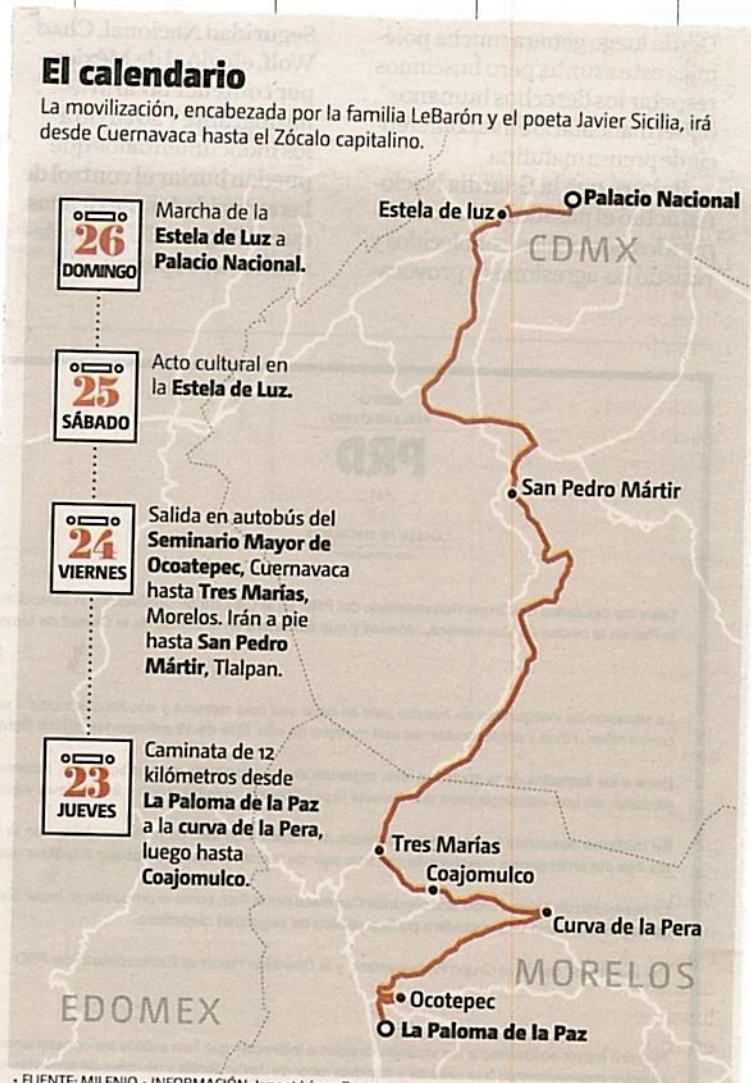 El calendario
La movilización, encabezada por la familia LeBarón y el poeta Javier Sicilia, irá
desde Cuernavaca hasta el Zócalo capitalino.
26
DOMINGO
Marcha de la
Estela de Luz a
Palacio Nacional.
25
SÁBADO
Acto cultural en
la Estela de Luz.
24
VIERNES
Salida en autobús del
Seminario Mayor de
Ocoatepec, Cuernavaca
hasta Tres Marías,
Morelos. Irán a pie
hasta San Pedro
Mártir, Tlalpan.
23
JUEVES
Caminata de 12
kilómetros desde
La Paloma de la Paz
a la curva de la Pera,
luego hasta
Coajomulco.
Palacio Nacional
Estela de luz
CDMX
San Pedro Mártir
Tres Marías
Coajomulco
Curva de la Pera
MORELOS
EDOMEX
Ocotepec
La Paloma de la Paz
• FUENTE: MILENIO • INFORMACIÓN: